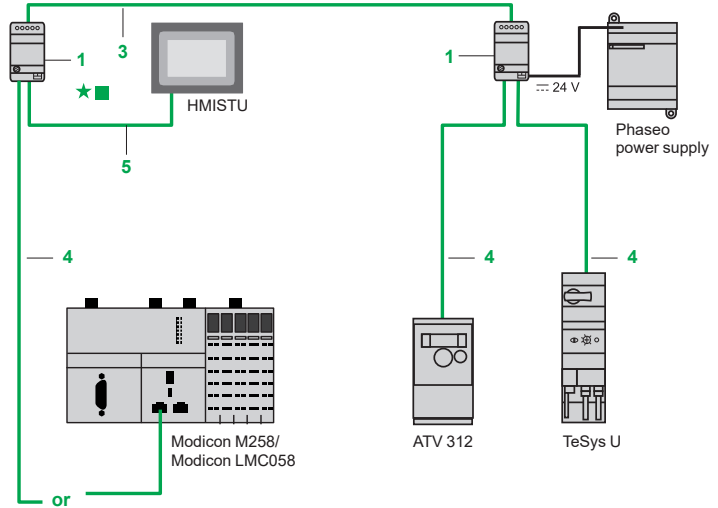 3
1
HMISTU
1
⎓ 24 V
Phaseo
power supply
5
4
4
4
Modicon M258/
Modicon LMC058
ATV 312
TeSys U
or